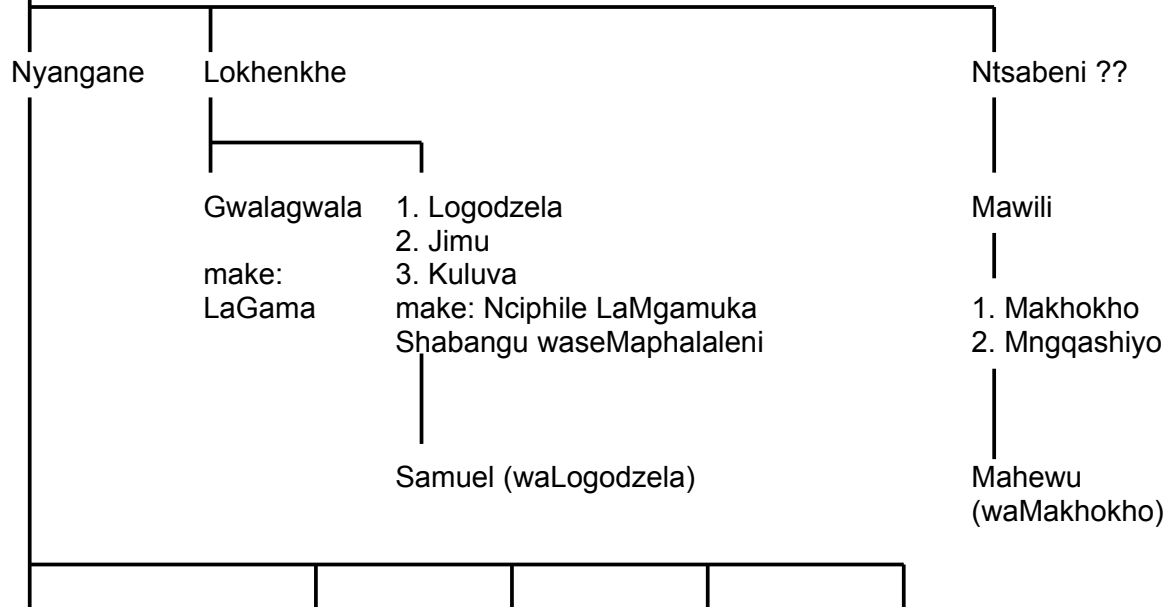 Nyangane Lokhenkhe Ntsabeni ??
Gwalagwala 1. Logodzela Mawili
2. Jimu
make: 3. Kuluva
LaGama make: Nciphile LaMgamuka 1. Makhokho
Shabangu waseMaphalaleni 2. Mngqashiyo
Samuel (waLogodzela) Mahewu
(waMakhokho)